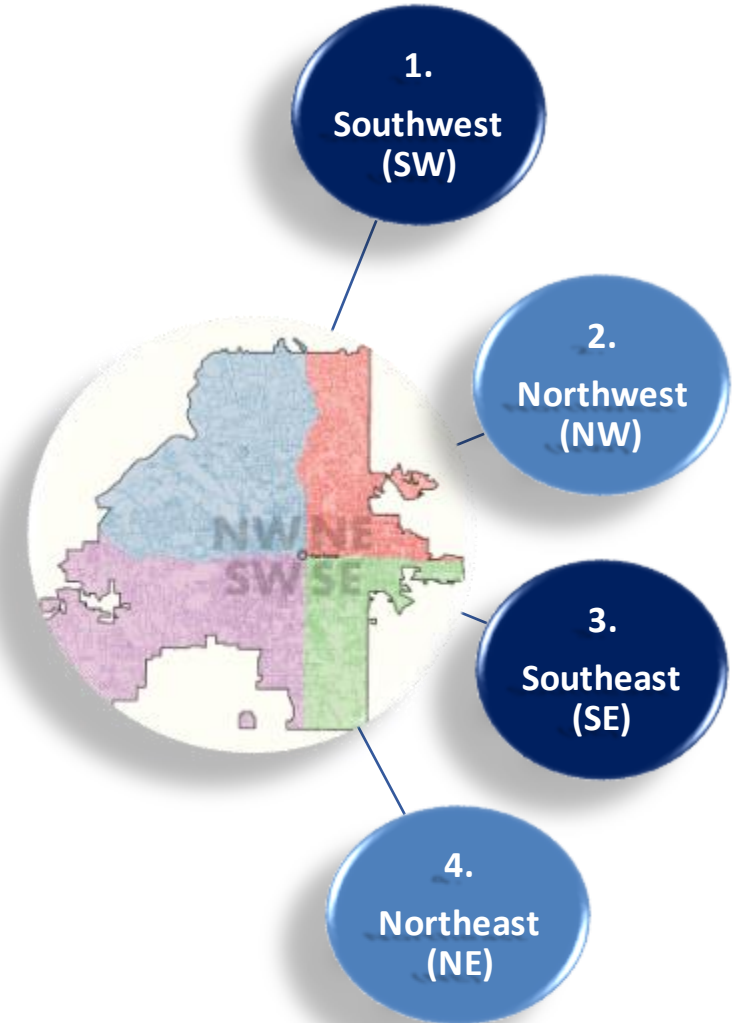 1.
Southwest
(SW)
2.
Northwest
(NW)
NW NE
SW SE
3.
Southeast
(SE)
4.
Northeast
(NE)